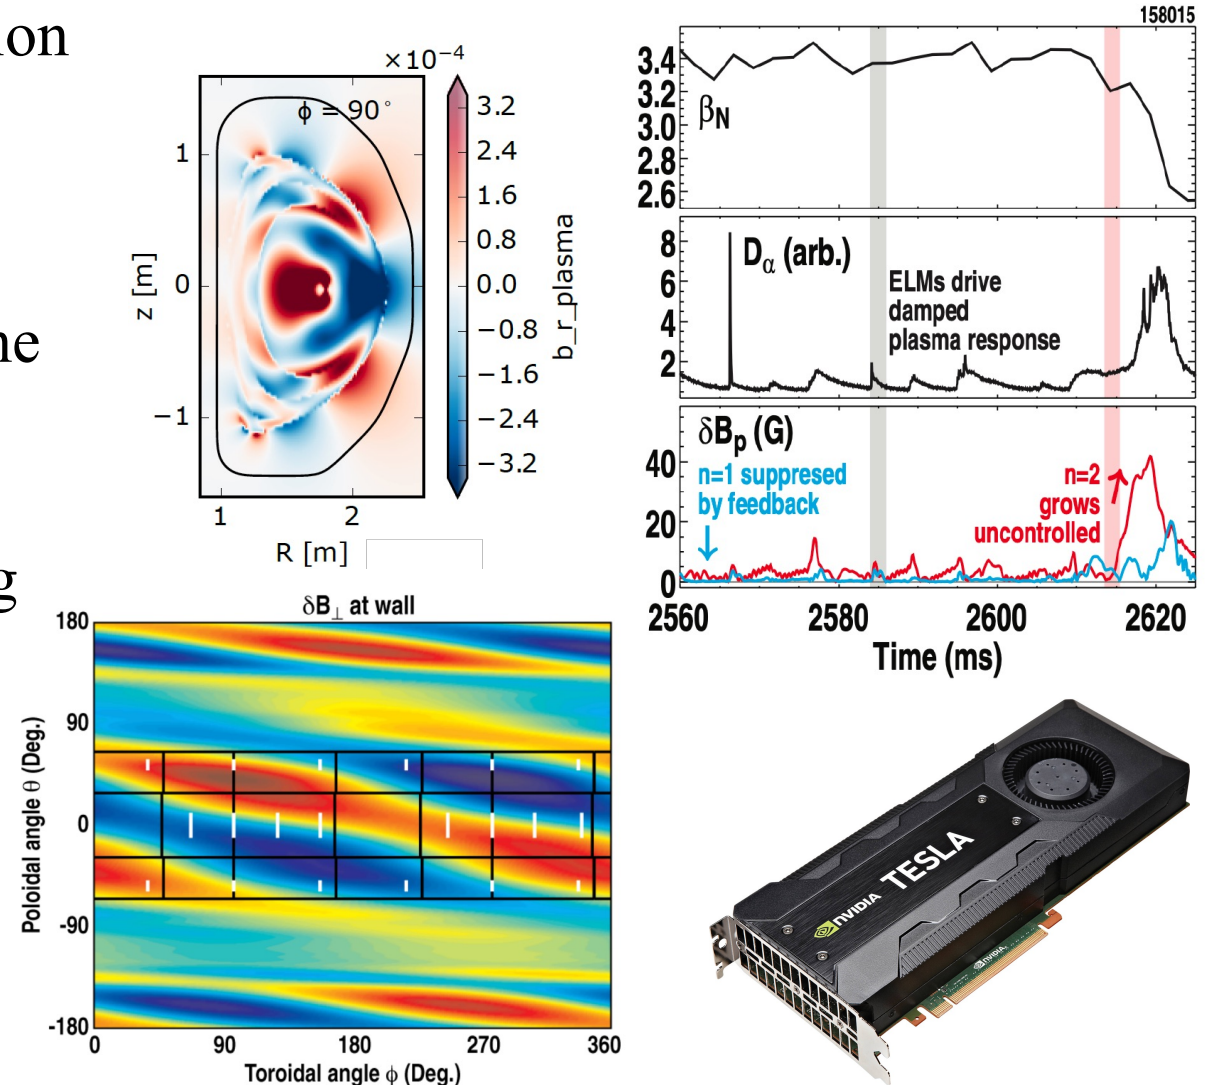 ion
ne
g
×10⁻⁴
ϕ = 90°
1
0
−1
z [m]
1
2
R [m]
3.2
2.4
1.6
0.8
0.0
−0.8
−1.6
−2.4
−3.2
b_r_plasma
158015
3.4
3.2
3.0
2.8
2.6
βN
8
6
4
2
Dα (arb.)
ELMs drive
damped
plasma response
δBp (G)
40
20
0
n=1 suppresed
by feedback
n=2
grows
uncontrolled
2560
2580
2600
2620
Time (ms)
δB⊥ at wall
180
90
0
-90
-180
Poloidal angle θ (Deg.)
0
90
180
270
360
Toroidal angle ϕ (Deg.)
NVIDIA TESLA
NVIDIA.